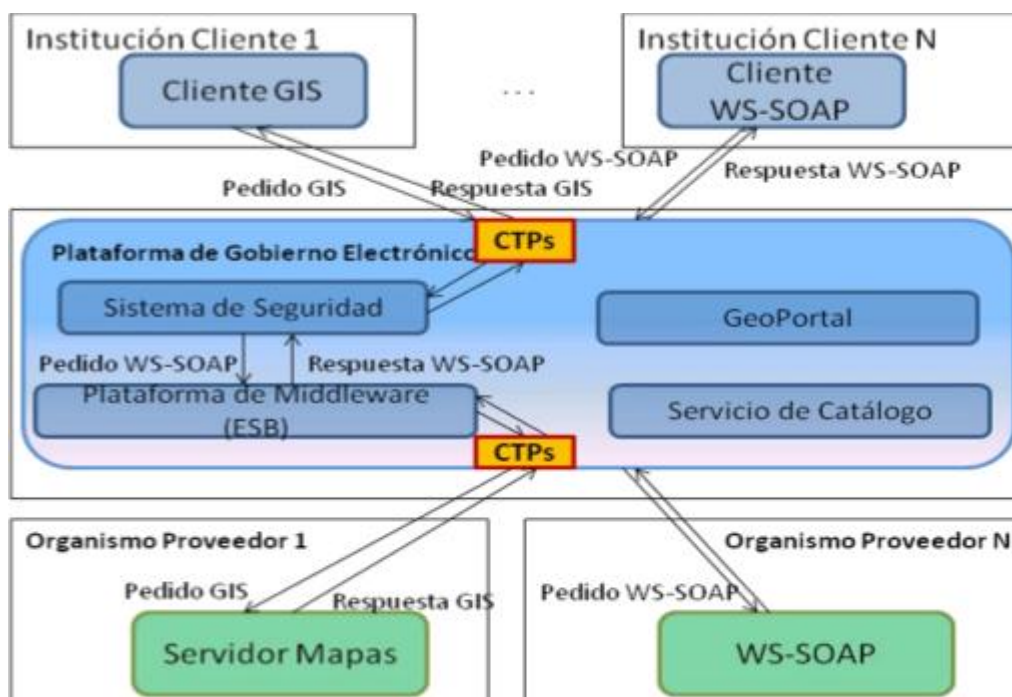 Institución Cliente 1
Institución Cliente N
Cliente GIS
...
Cliente
WS-SOAP
Pedido GIS
Respuesta GIS
Pedido WS-SOAP
Respuesta WS-SOAP
CTPs
Plataforma de Gobierno Electrónico
Sistema de Seguridad
GeoPortal
Pedido WS-SOAP
Respuesta WS-SOAP
Plataforma de Middleware
(ESB)
Servicio de Catálogo
CTPs
Organismo Proveedor 1
Organismo Proveedor N
Pedido GIS
Respuesta GIS
Pedido WS-SOAP
Servidor Mapas
WS-SOAP